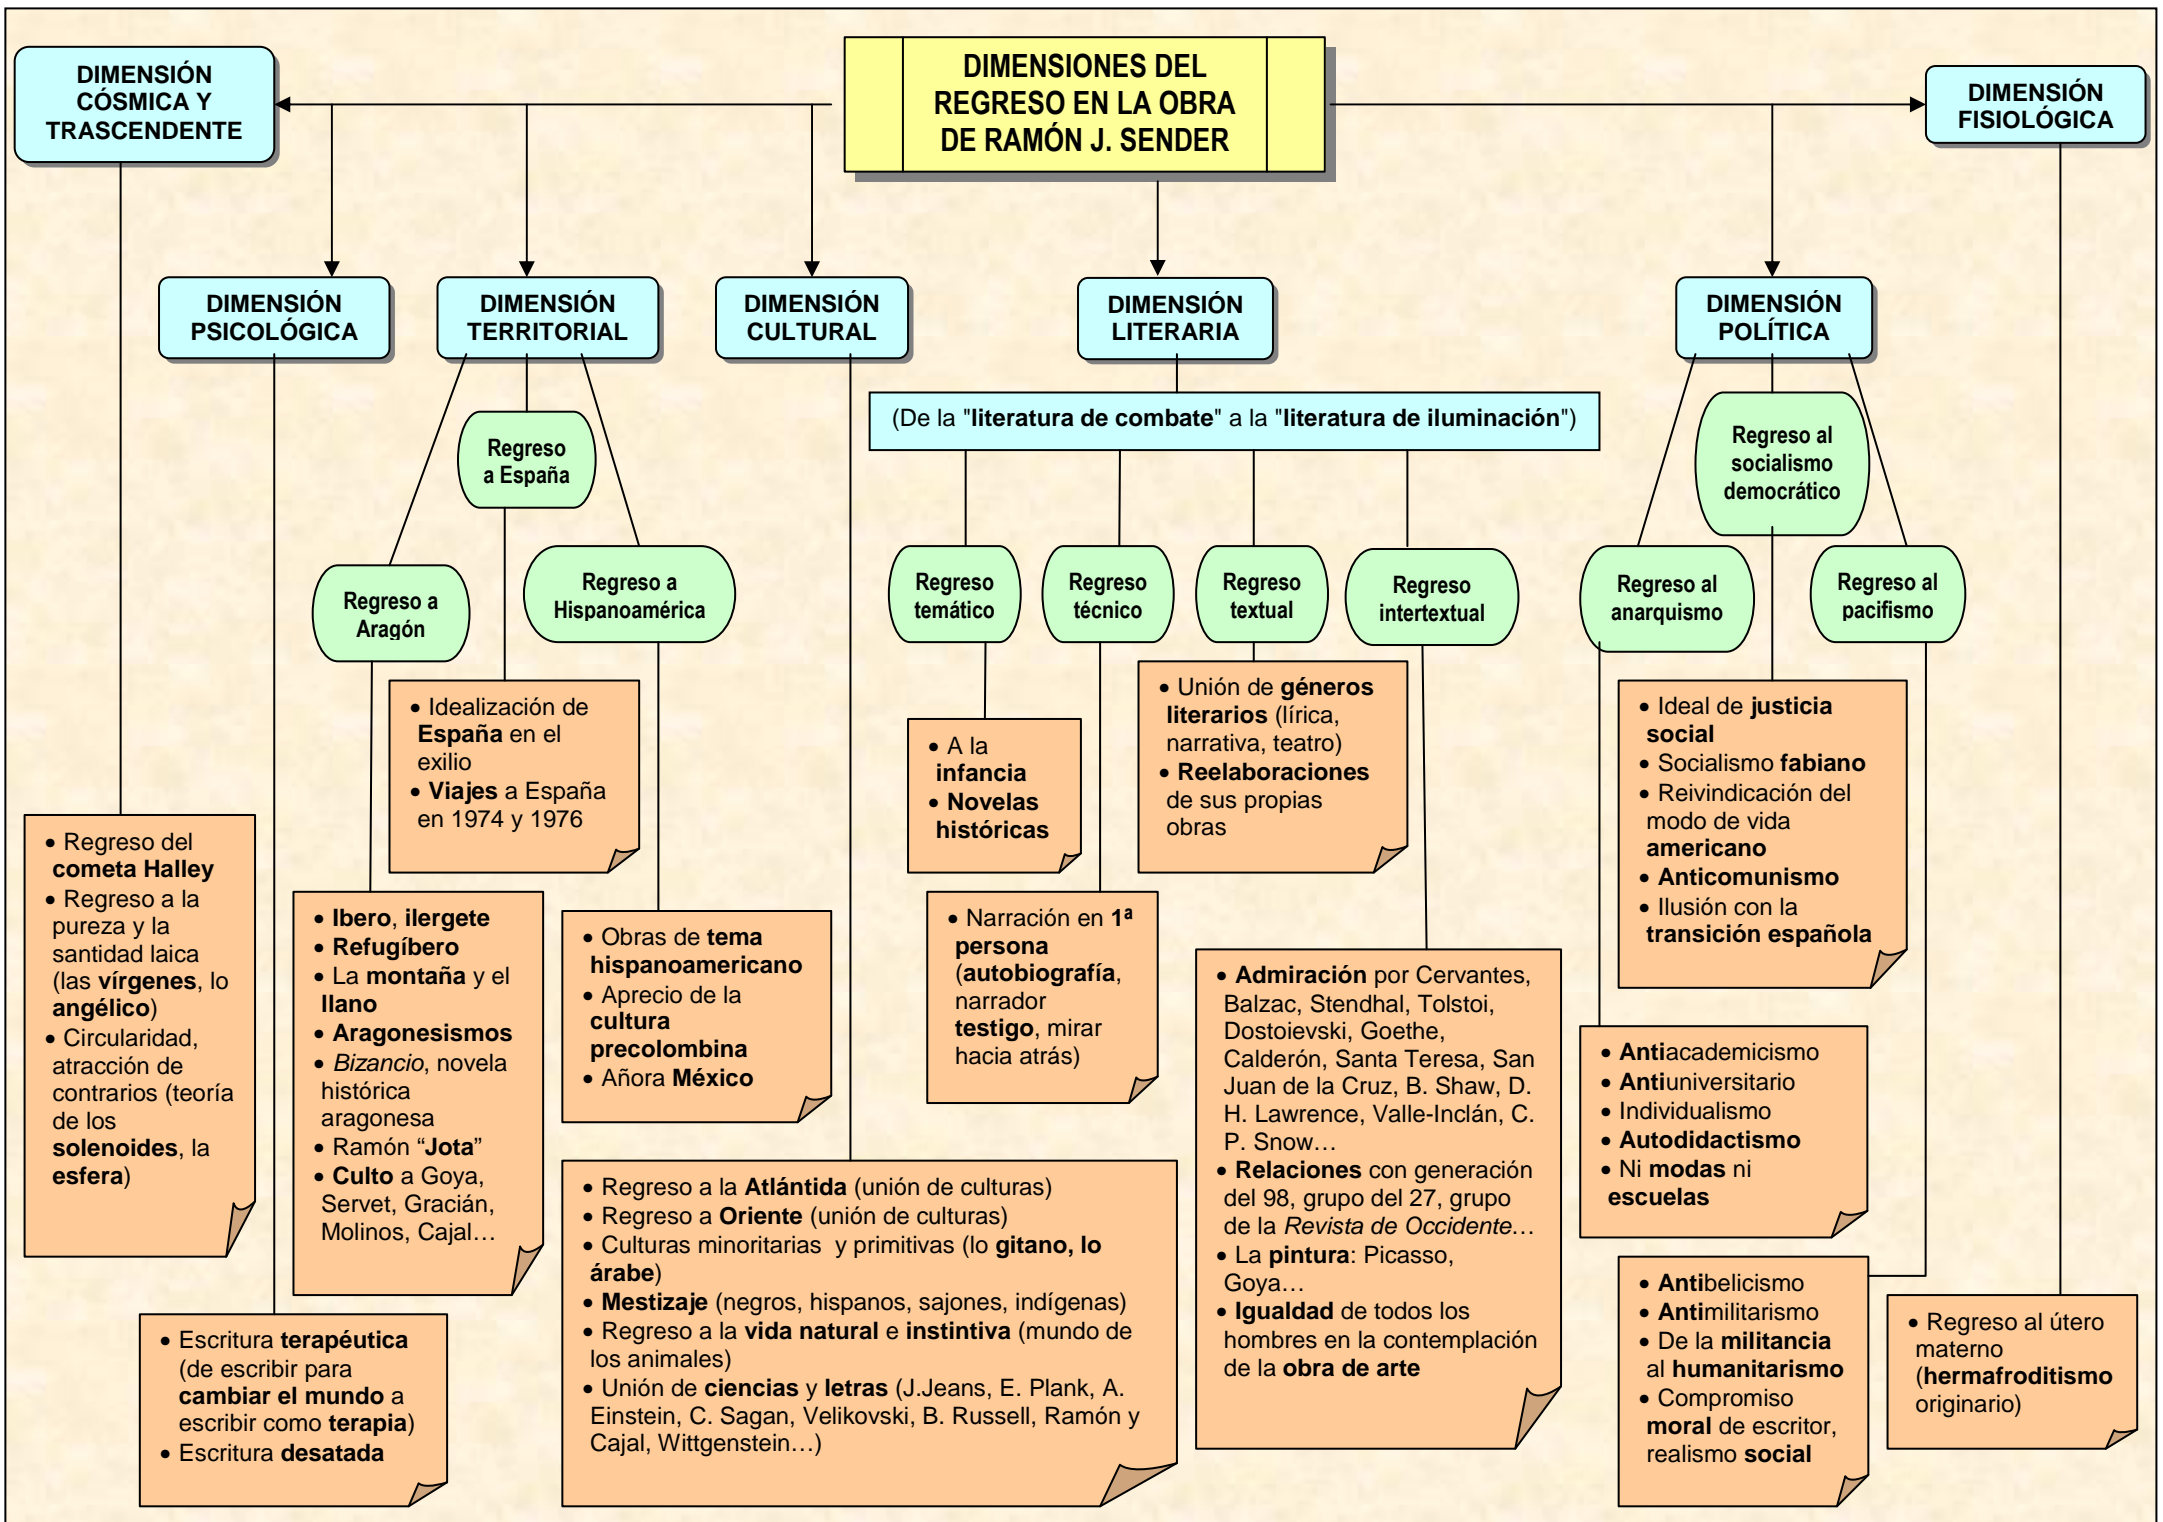 DIMENSIONES DEL
REGRESO EN LA OBRA
DE RAMÓN J. SENDER
DIMENSIÓN
CÓSMICA Y
TRASCENDENTE
DIMENSIÓN
FISIOLÓGICA
DIMENSIÓN
PSICOLÓGICA
DIMENSIÓN
TERRITORIAL
DIMENSIÓN
CULTURAL
DIMENSIÓN
LITERARIA
DIMENSIÓN
POLÍTICA
(De la "literatura de combate" a la "literatura de iluminación")
Regreso
a España
Regreso al
socialismo
democrático
Regreso a
Aragón
Regreso a
Hispanoamérica
Regreso
temático
Regreso
técnico
Regreso
textual
Regreso
intertextual
Regreso al
anarquismo
Regreso al
pacifismo
• Regreso del
cometa Halley
• Regreso a la
pureza y la
santidad laica
(las vírgenes, lo
angélico)
• Circularidad,
atracción de
contrarios (teoría
de los
solenoides, la
esfera)
• Escritura terapéutica
(de escribir para
cambiar el mundo a
escribir como terapia)
• Escritura desatada
• Ibero, ilergete
• Refugíbero
• La montaña y el
llano
• Aragonesismos
• Bizancio, novela
histórica
aragonesa
• Ramón “Jota”
• Culto a Goya,
Servet, Gracián,
Molinos, Cajal…
• Idealización de
España en el
exilio
• Viajes a España
en 1974 y 1976
• Obras de tema
hispanoamericano
• Aprecio de la
cultura
precolombina
• Añora México
• Regreso a la Atlántida (unión de culturas)
• Regreso a Oriente (unión de culturas)
• Culturas minoritarias  y primitivas (lo gitano, lo
árabe)
• Mestizaje (negros, hispanos, sajones, indígenas)
• Regreso a la vida natural e instintiva (mundo de
los animales)
• Unión de ciencias y letras (J.Jeans, E. Plank, A.
Einstein, C. Sagan, Velikovski, B. Russell, Ramón y
Cajal, Wittgenstein…)
• A la
infancia
• Novelas
históricas
• Narración en 1ª
persona
(autobiografía,
narrador
testigo, mirar
hacia atrás)
• Unión de géneros
literarios (lírica,
narrativa, teatro)
• Reelaboraciones
de sus propias
obras
• Admiración por Cervantes,
Balzac, Stendhal, Tolstoi,
Dostoievski, Goethe,
Calderón, Santa Teresa, San
Juan de la Cruz, B. Shaw, D.
H. Lawrence, Valle-Inclán, C.
P. Snow…
• Relaciones con generación
del 98, grupo del 27, grupo
de la Revista de Occidente…
• La pintura: Picasso,
Goya…
• Igualdad de todos los
hombres en la contemplación
de la obra de arte
• Ideal de justicia
social
• Socialismo fabiano
• Reivindicación del
modo de vida
americano
• Anticomunismo
• Ilusión con la
transición española
• Antiacademicismo
• Antiuniversitario
• Individualismo
• Autodidactismo
• Ni modas ni
escuelas
• Antibelicismo
• Antimilitarismo
• De la militancia
al humanitarismo
• Compromiso
moral de escritor,
realismo social
• Regreso al útero
materno
(hermafroditismo
originario)